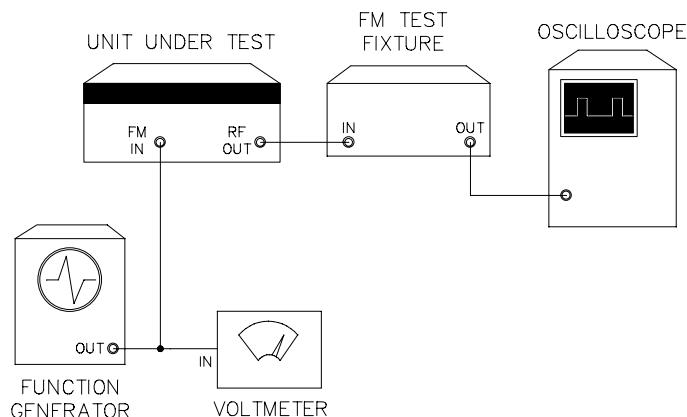 UNIT UNDER TEST
FM TEST
FIXTURE
OSCILLOSCOPE
FM
IN
RF
OUT
IN
OUT
OUT
IN
FUNCTION
GENERATOR
VOLTMETER